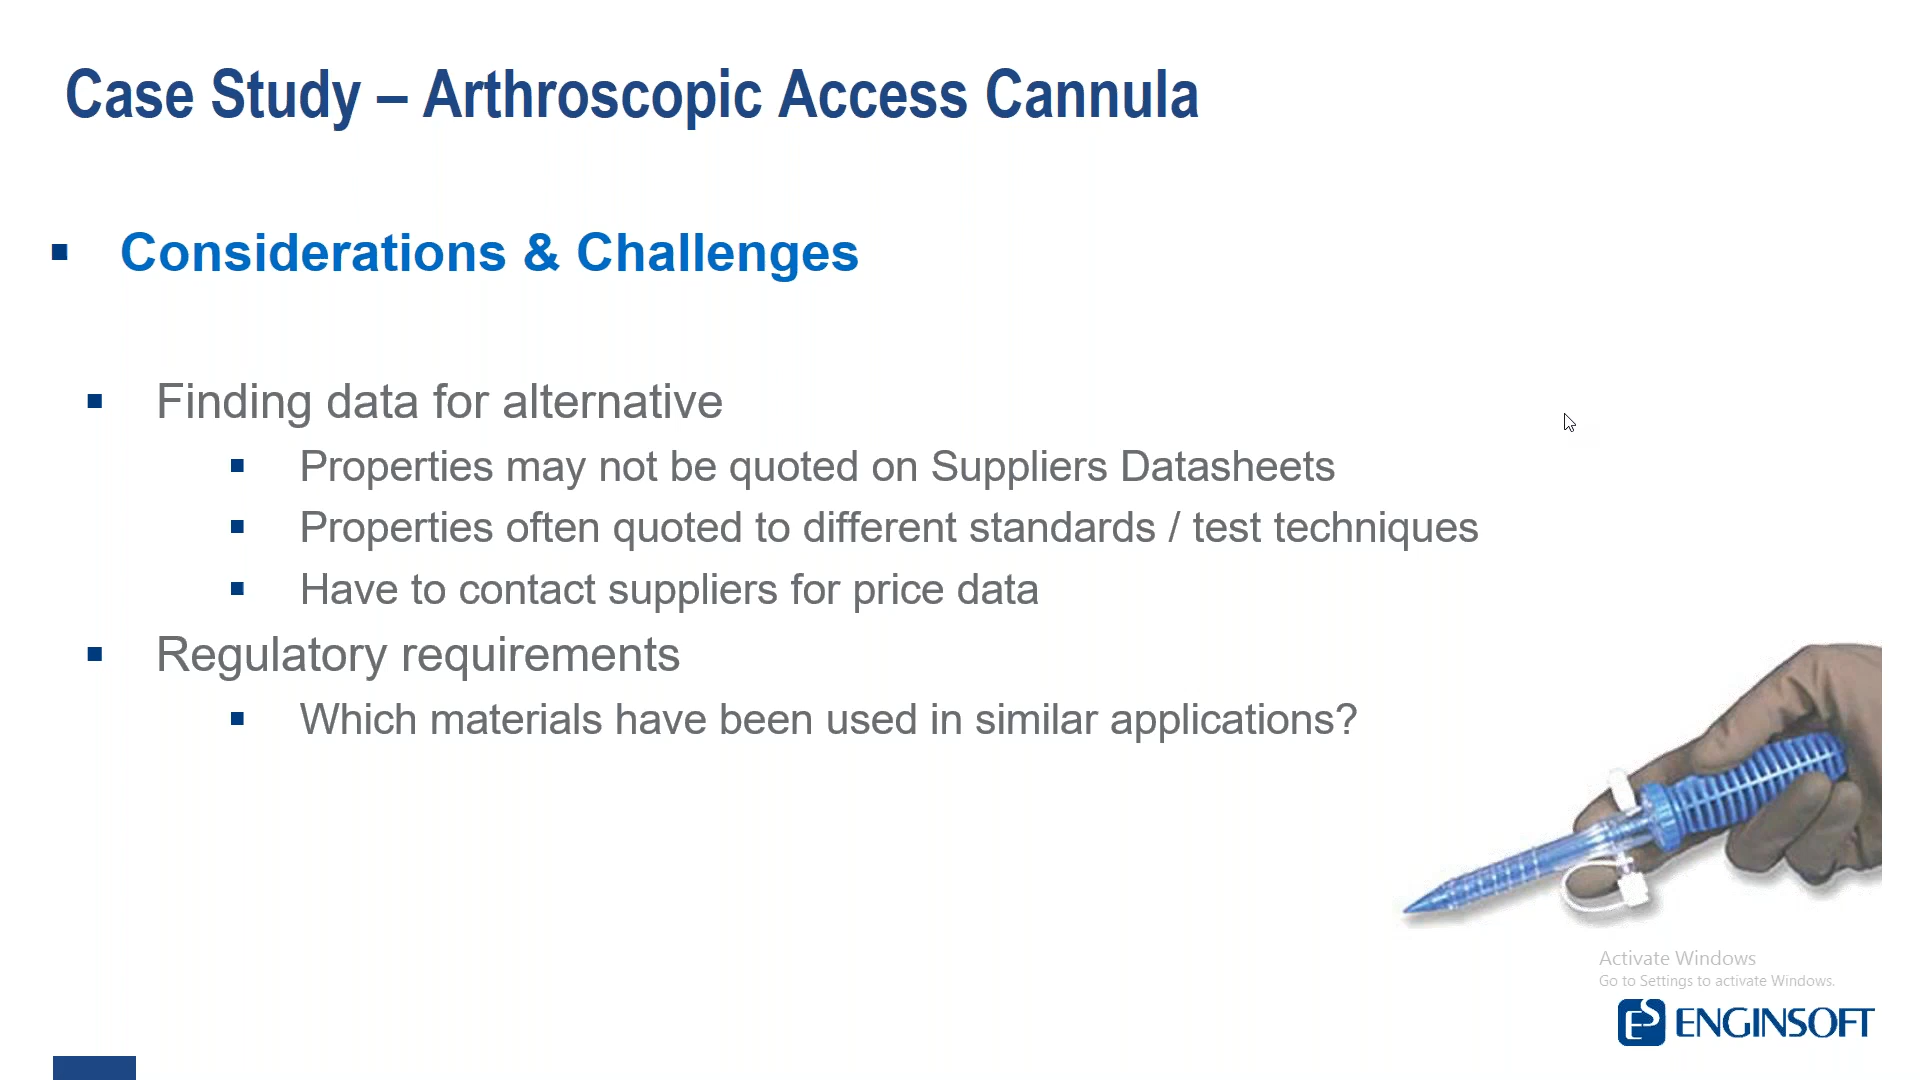 Case Study – Arthroscopic Access Cannula
Considerations & Challenges
Finding data for alternative
Properties may not be quoted on Suppliers Datasheets
Properties often quoted to different standards / test techniques
Have to contact suppliers for price data
Regulatory requirements
Which materials have been used in similar applications?
Activate Windows
Go to Settings to activate Windows.
ES ENGINSOFT